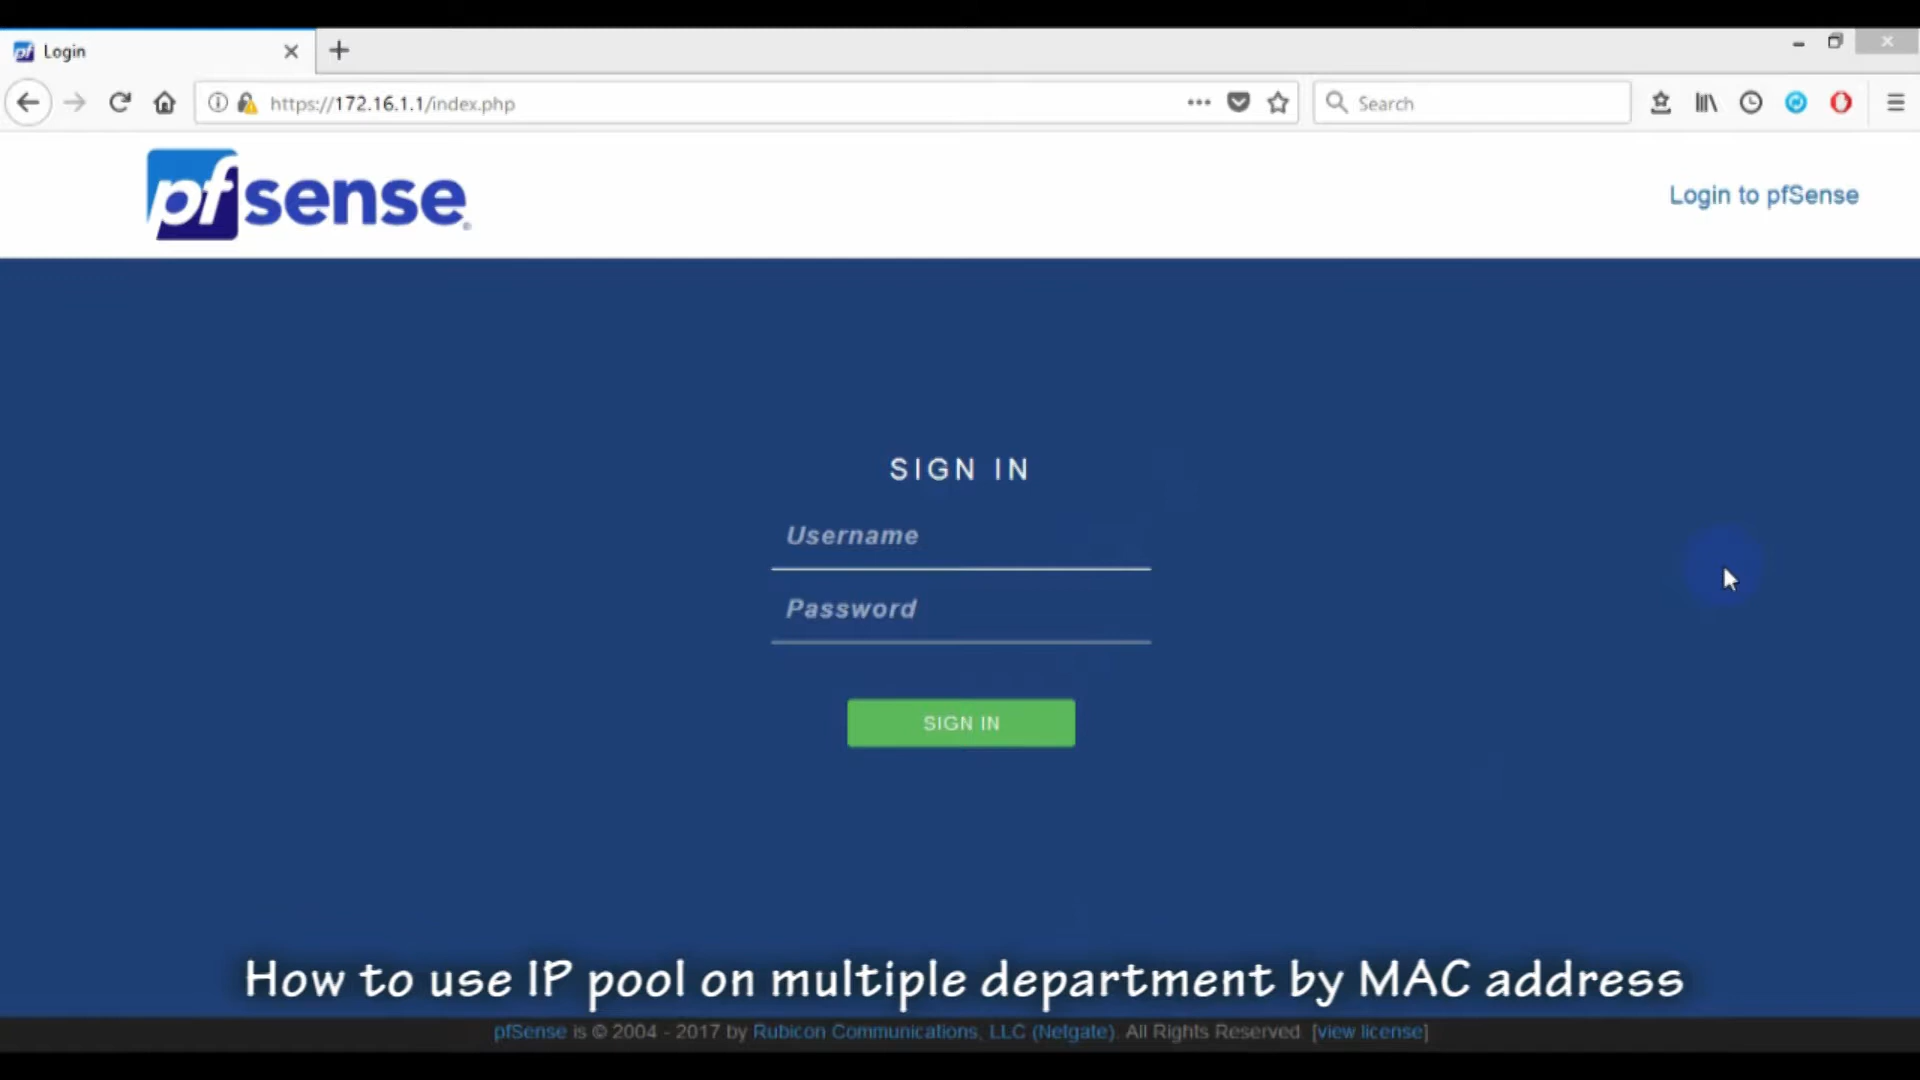 Login
https://172.16.1.1/index.php
Search
pfsense
Login to pfSense
SIGN IN
Username
Password
SIGN IN
How to use IP pool on multiple department by MAC address
pfSense is © 2004 - 2017 by Rubicon Communications, LLC (Netgate). All Rights Reserved. [view license]